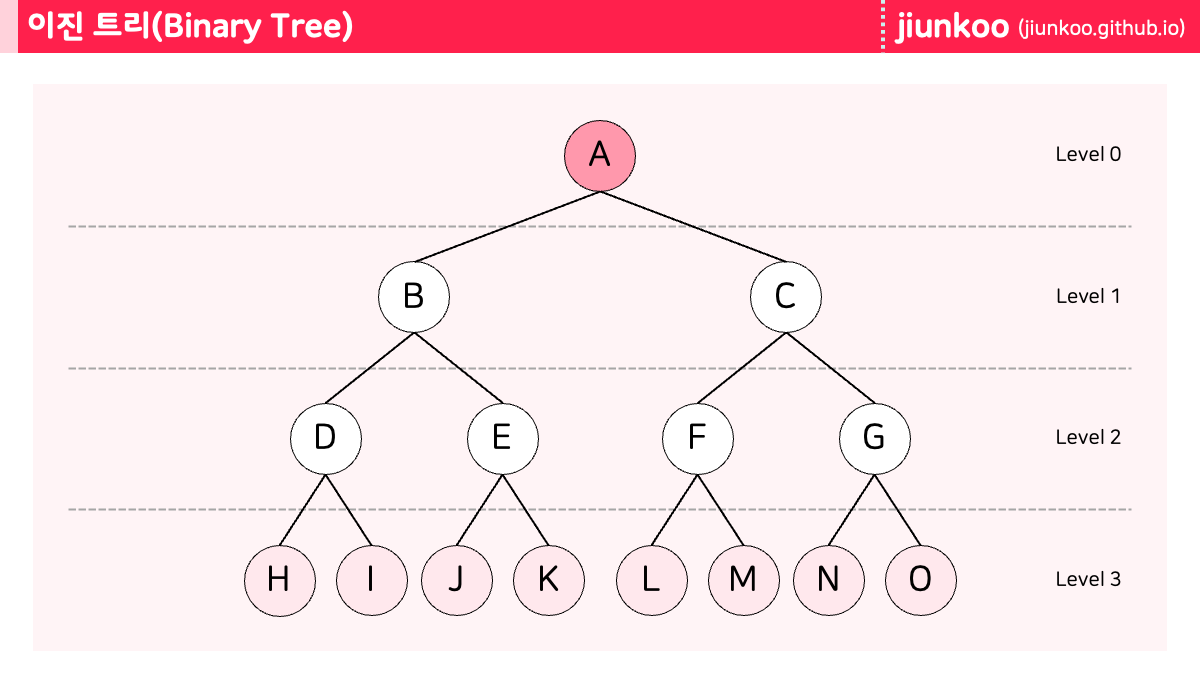 이진 트리(Binary Tree)
jiunkoo (jiunkoo.github.io)
A
Level 0
B C
Level 1
D E F G
Level 2
H I J K L M N O
Level 3